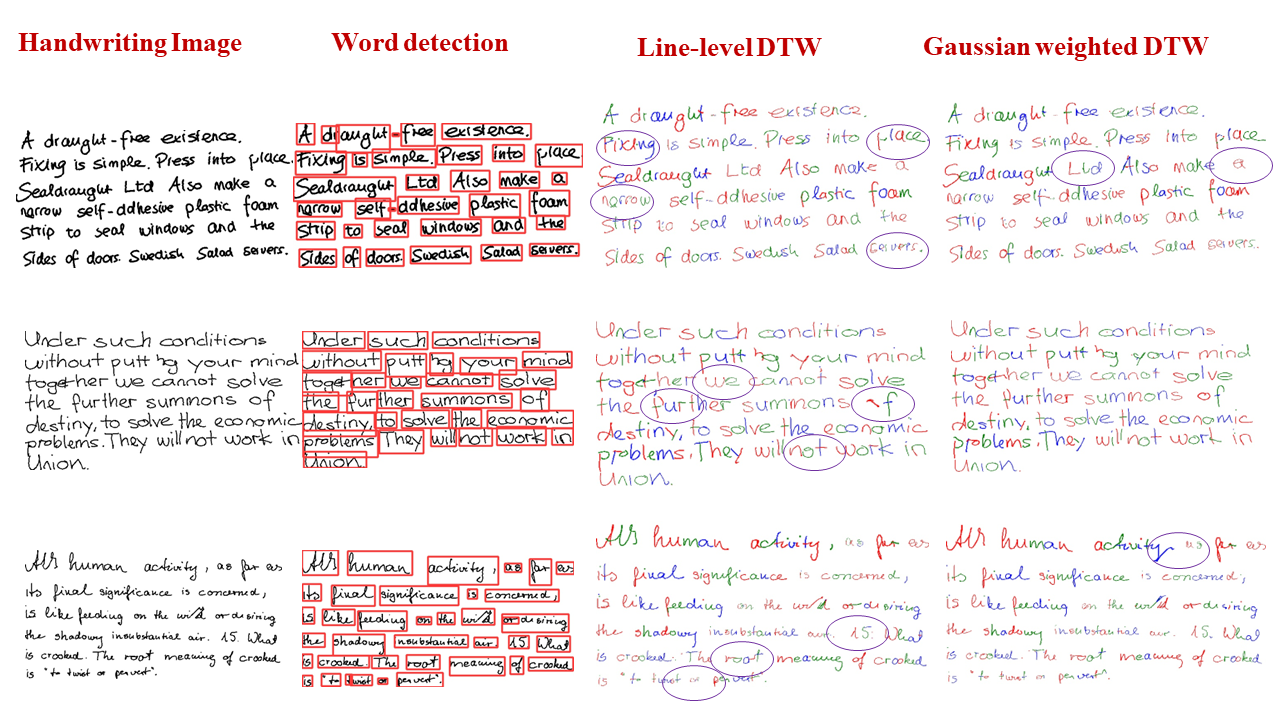 Handwriting Image
Word detection
Line-level DTW
Gaussian weighted DTW
A draught-free existence.
Fixing is simple. Press into place.
Sealdraught Ltd Also make a
narrow self-ddhesive plastic foam
strip to seal windows and the
Sides of doors. Swedish Salad servers.
A draught-free existence.
Fixing is simple. Press into place
Sealdraught Ltd Also make a
narrow self-ddhesive plastic foam
strip to seal windows and the
Sides of doors. Swedish Salad servers.
A draught-free existence.
Fixing is simple. Press into place
Sealdraught Ltd Also make a
narrow self-ddhesive plastic foam
strip to seal windows and the
Sides of doors. Swedish Salad servers.
A draught-free existence.
Fixing is simple. Press into place
Sealdraught Ltd Also make a
narrow self-ddhesive plastic foam
strip to seal windows and the
Sides of doors. Swedish Salad servers.
Under such conditions
without putt hg your mind
together we cannot solve
the further summons of
destiny, to solve the economic
problems. They will not work in
Union.
Under such conditions
without putt hg your mind
together we cannot solve
the further summons of
destiny, to solve the economic
problems They will not work in
Union.
Under such conditions
without putt hg your mind
together we cannot solve
the further summons f
destiny, to solve the economic
problems. They will not work in
Union.
Under such conditions
without putt hg your mind
together we cannot solve
the further summons of
destiny, to solve the economic
problems. They will not work in
Union.
All human activity, as far as
its final significance is concerned,
is like feeding on the wild or desiring
the shadowy insubstantial air. 15. What
is crooked. The root meaning of crooked
is "to twist or pervert".
All human activity, as far as
its final significance is concerned,
is like feeding on the wild or desiring
the shadowy insubstantial air. 15 What
is crooked. The root meaning of crooked
is "to twist or pervert".
All human activity, as far as
its final significance is concerned,
is like feeding on the wild or desiring
the shadowy insubstantial air. 15. What
is crooked. The root meaning of crooked
is "to twist or pervert".
All human activity, as far as
its final significance is concerned,
is like feeding on the wild or desiring
the shadowy insubstantial air. 15. What
is crooked. The root meaning of crooked
is "to twist or pervert".